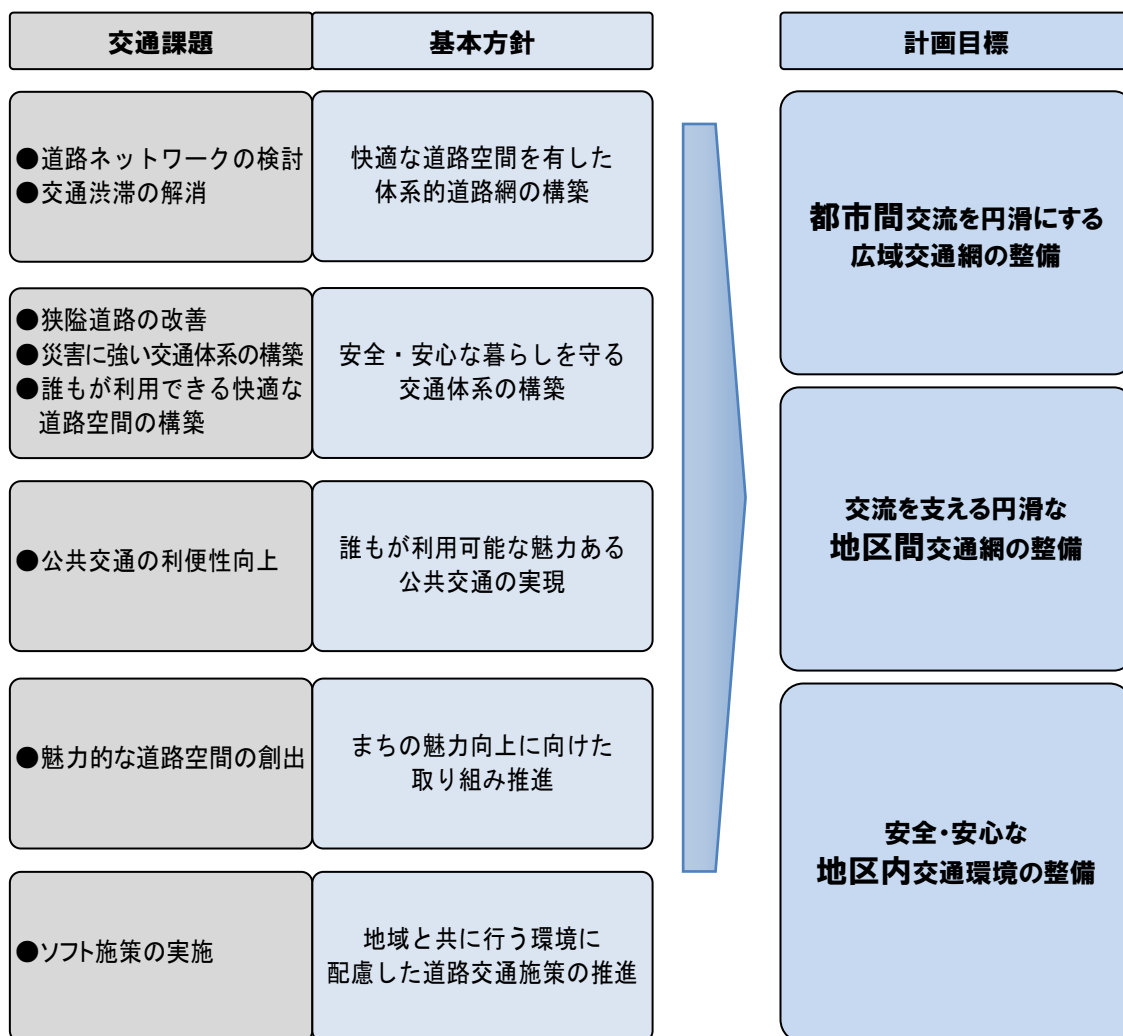 交通課題
基本方針
計画目標
●道路ネットワークの検討
●交通渋滞の解消
快適な道路空間を有した
体系的道路網の構築
●狭隘道路の改善
●災害に強い交通体系の構築
●誰もが利用できる快適な
道路空間の構築
安全・安心な暮らしを守る
交通体系の構築
●公共交通の利便性向上
誰もが利用可能な魅力ある
公共交通の実現
●魅力的な道路空間の創出
まちの魅力向上に向けた
取り組み推進
●ソフト施策の実施
地域と共に行う環境に
配慮した道路交通施策の推進
都市間交流を円滑にする
広域交通網の整備
交流を支える円滑な
地区間交通網の整備
安全・安心な
地区内交通環境の整備